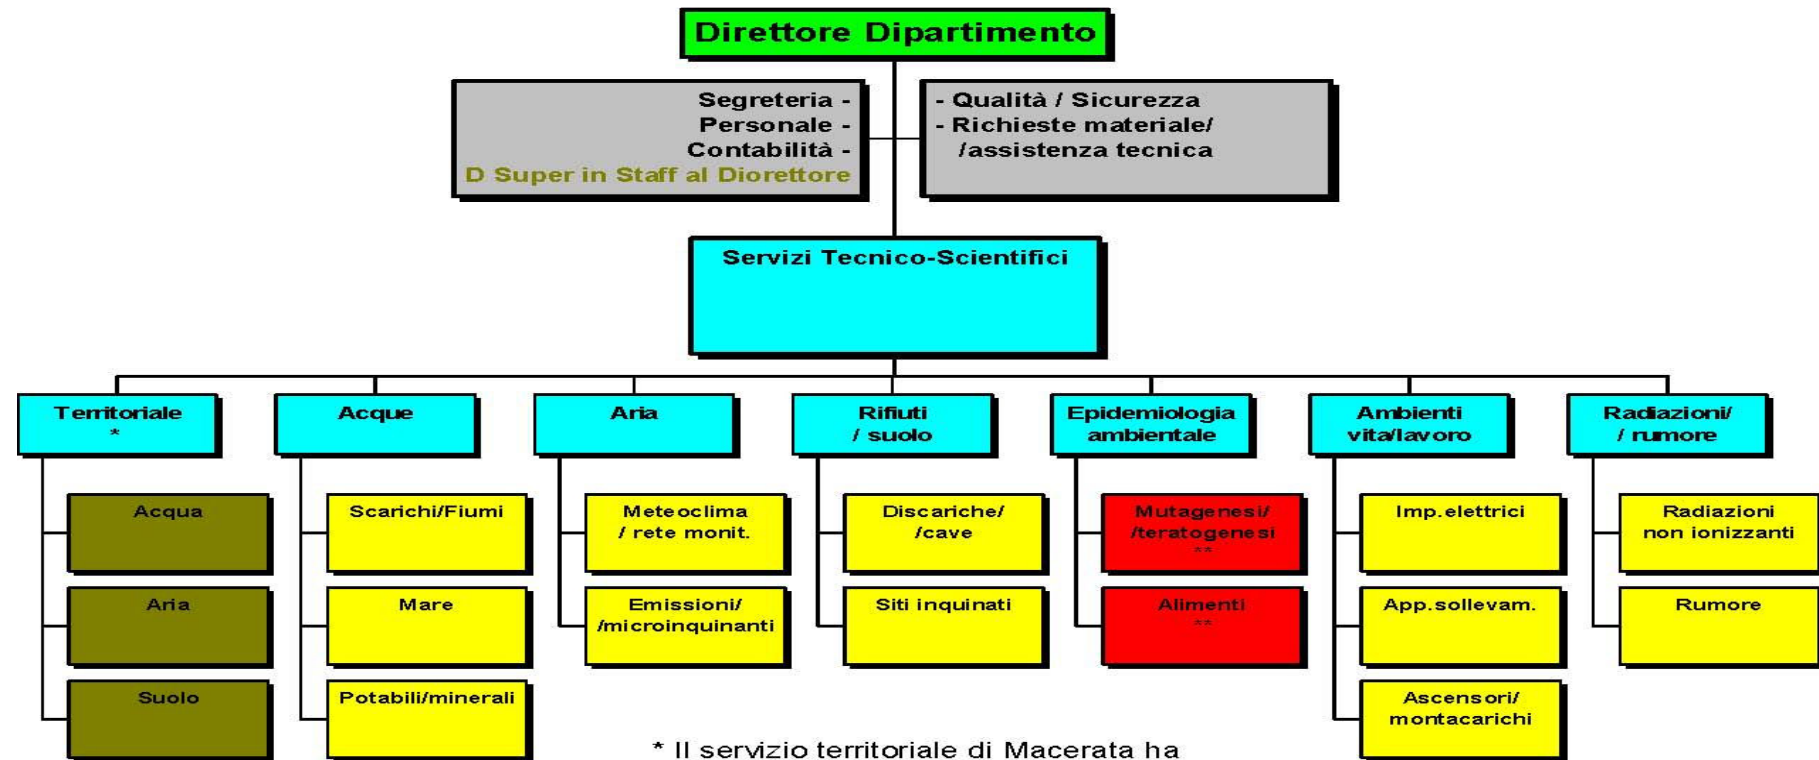 Direttore Dipartimento
Segreteria -
Personale -
Contabilità -
D Super in Staff al Diorettore
- Qualità / Sicurezza
- Richieste materiale/
/assistenza tecnica
Servizi Tecnico-Scientifici
Territoriale
*
Acqua
Aria
Suolo
Acque
Scarichi/Fiumi
Mare
Potabili/minerali
Aria
Meteoclima
/ rete monit.
Emissioni/
/microinquinanti
Rifiuti
/ suolo
Discariche/
/cave
Siti inquinati
Epidemiologia
ambientale
Mutagenesi/
/teratogenesi
**
Alimenti
**
Ambienti
vita/lavoro
Imp.elettrici
App.sollevam.
Ascensori/
montacarichi
Radiazioni/
/ rumore
Radiazioni
non ionizzanti
Rumore
* Il servizio territoriale di Macerata ha